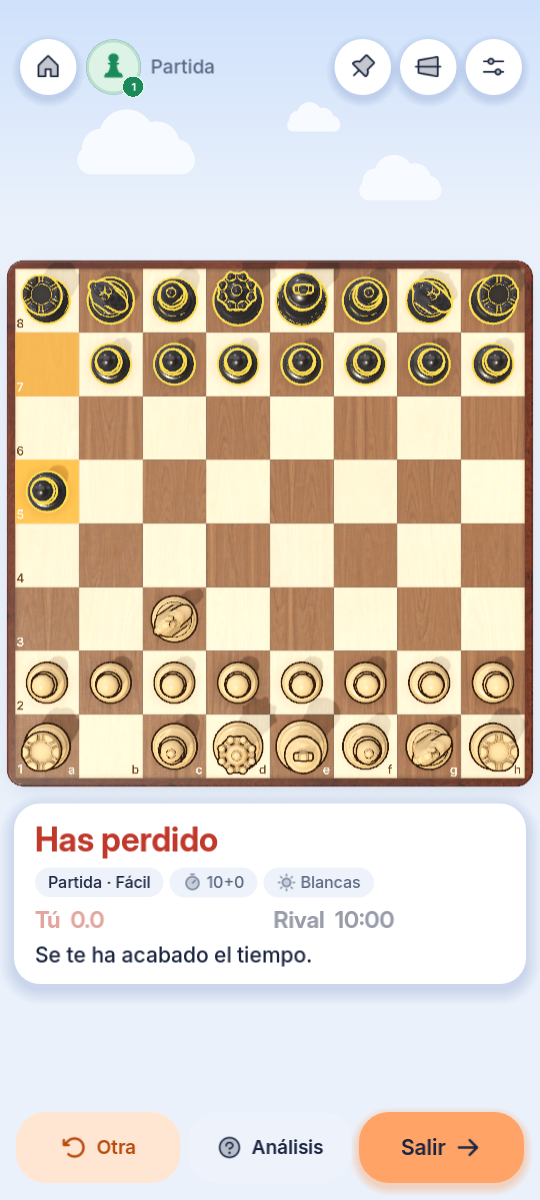 1
Partida
8
7
6
5
4
3
2
1 a b c d e f g h
Has perdido
Partida · Fácil 10+0 Blancas
Tú 0.0 Rival 10:00
Se te ha acabado el tiempo.
Otra Análisis Salir